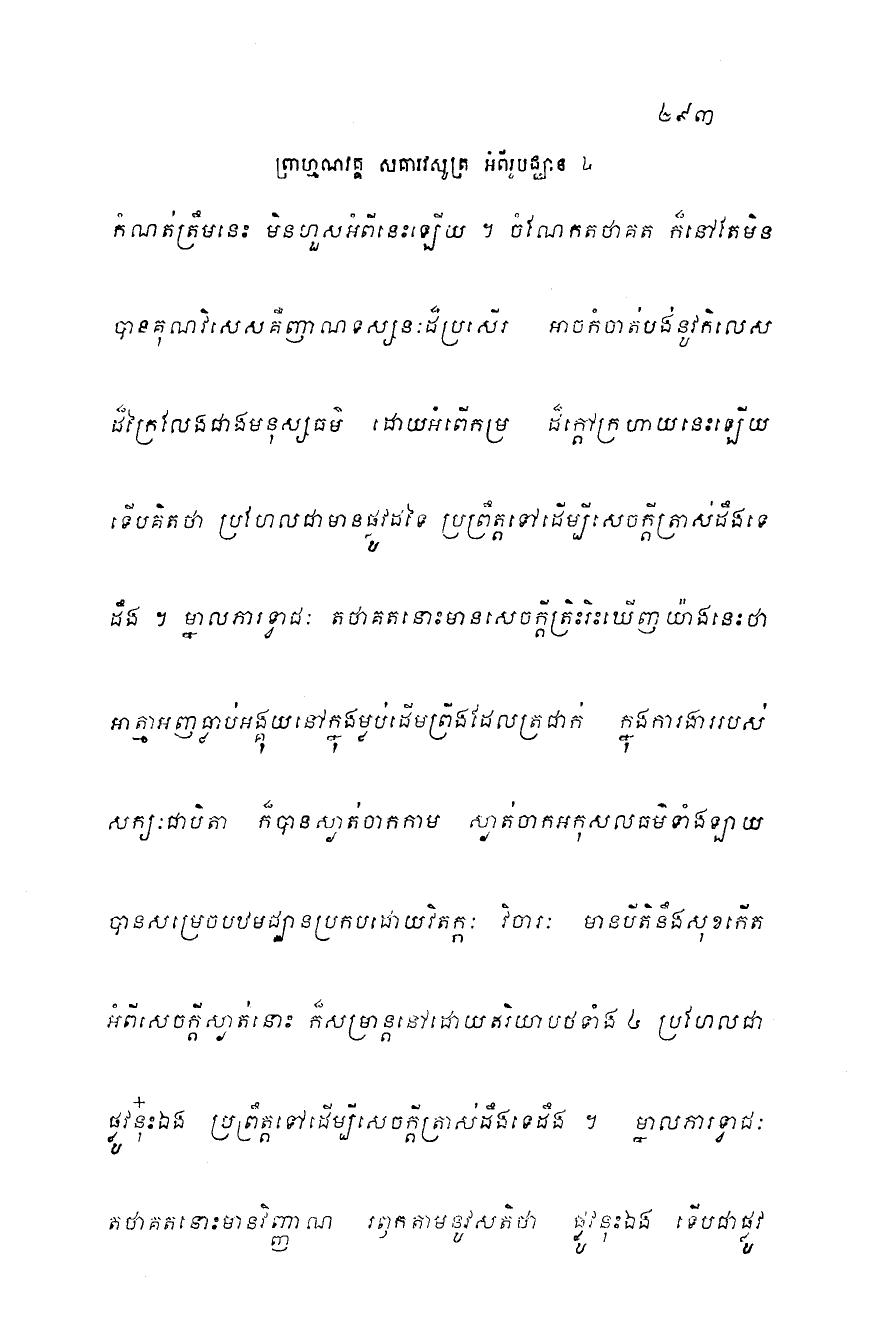 ៤៩៣
ព្រាហ្មណវគ្គ សគារវសូត្រ អំពីរូបជ្ឈាន ៤
កំណត់ត្រឹមនេះ មិនហួសអំពីនេះឡើយ ។ ចំណែកតថាគត ក៏នៅតែមិន
បានគុណវិសេសគឺញាណទស្សនៈដ៏ប្រសើរ អាចកំចាត់បង់នូវកិលេស
ដ៏ក្រៃលែងជាងមនុស្សធម៌ ដោយអំពើកម្រ ដ៏ក្តៅក្រហាយនេះឡើយ
ទើបគិតថា ប្រហែលជាមានផ្លូវដទៃ ប្រព្រឹត្តទៅដើម្បីសេចក្តីត្រាស់ដឹងទេ
ដឹង ។ ម្នាលភារទ្វាជៈ តថាគតនោះមានសេចក្តីត្រិះរិះឃើញយ៉ាងនេះថា
អាត្មាអញធ្លាប់អង្គុយនៅក្នុងម្លប់ដើមព្រីងដែលត្រជាក់ ក្នុងការងាររបស់
សក្យៈជាបិតា ក៏បានស្ងាត់ចាកកាម ស្ងាត់ចាកអកុសលធម៌ទាំងឡាយ
បានសម្រេចបឋមជ្ឈានប្រកបដោយវិតក្កៈ វិចារៈ មានបីតិនឹងសុខកើត
អំពីសេចក្តីស្ងាត់នោះ ក៏សម្រាន្តនៅដោយឥរិយាបថទាំង ៤ ប្រហែលជា
ផ្លូវនុ៎ះឯង ប្រព្រឹត្តទៅដើម្បីសេចក្តីត្រាស់ដឹងទេដឹង ។ ម្នាលភារទ្វាជៈ
តថាគតនោះមានវិញ្ញាណ រឭកតាមនូវសតិថា ផ្លូវនុ៎ះឯង ទើបជាផ្លូវ